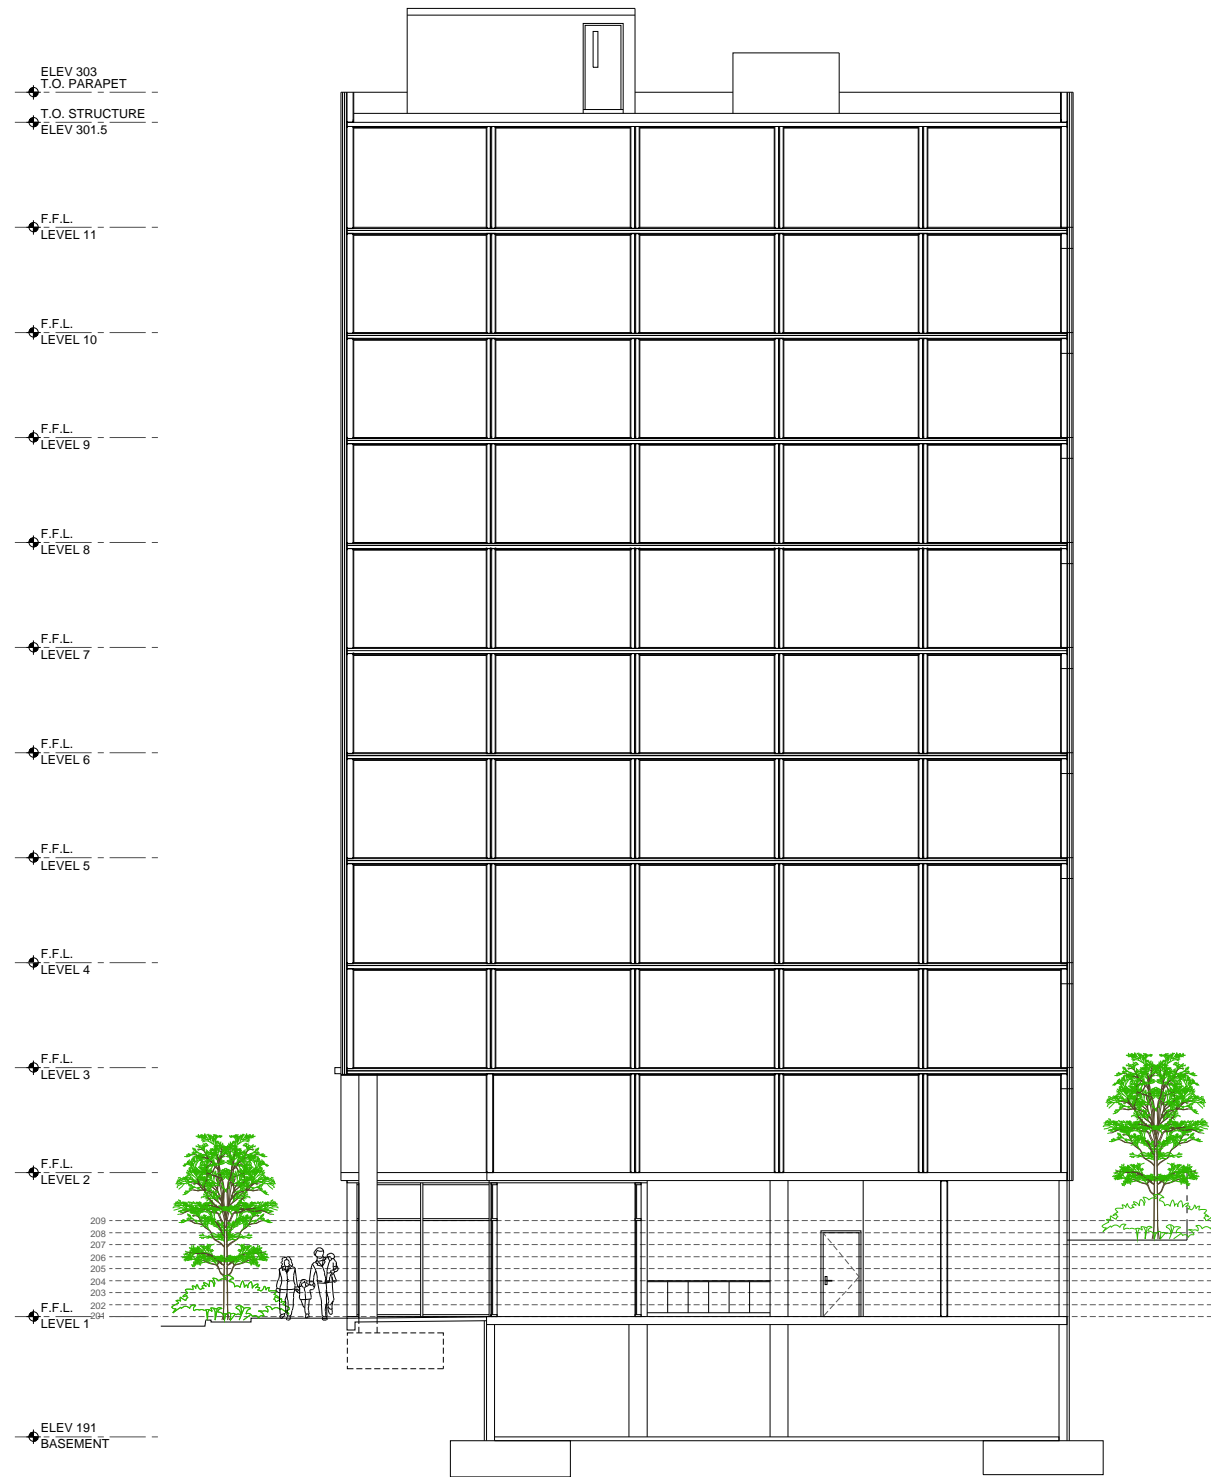 ELEV 303
T.O. PARAPET
T.O. STRUCTURE
ELEV 301.5
F.F.L.
LEVEL 11
F.F.L.
LEVEL 10
F.F.L.
LEVEL 9
F.F.L.
LEVEL 8
F.F.L.
LEVEL 7
F.F.L.
LEVEL 6
F.F.L.
LEVEL 5
F.F.L.
LEVEL 4
F.F.L.
LEVEL 3
F.F.L.
LEVEL 2
209
208
207
206
205
204
203
202
201
F.F.L.
LEVEL 1
ELEV 191
BASEMENT